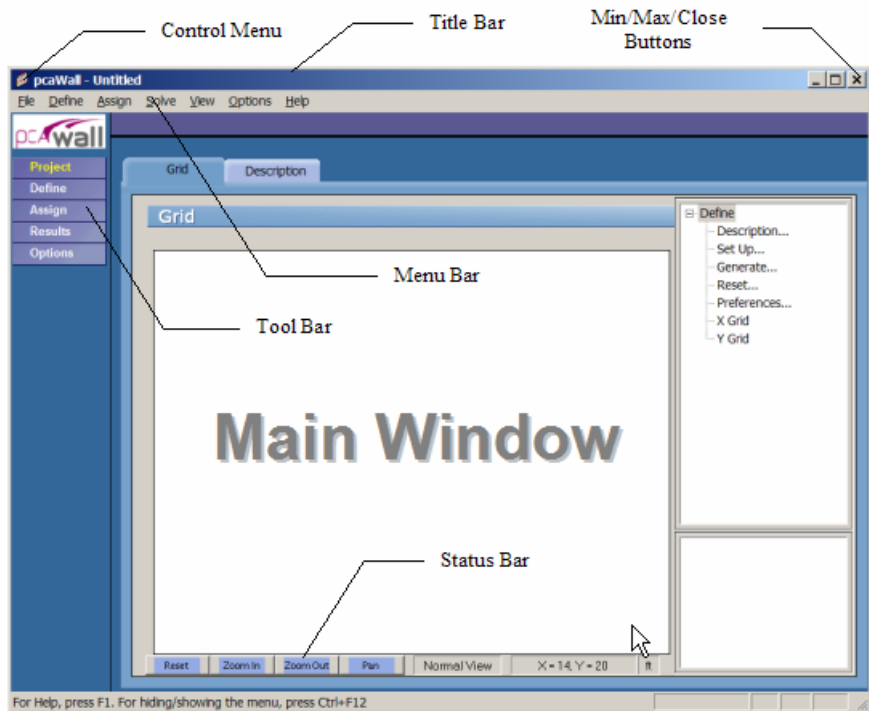 Control Menu
Title Bar
Min/Max/Close
Buttons
pcaWall - Untitled
File Define Assign Solve View Options Help
pcawall
Project
Define
Assign
Results
Options
Grid Description
Grid
Define
Description...
Set Up...
Generate...
Reset...
Preferences...
X Grid
Y Grid
Menu Bar
Tool Bar
Main Window
Status Bar
Reset Zoom In Zoom Out Pan Normal View X = 14, Y = 20 ft
For Help, press F1. For hiding/showing the menu, press Ctrl+F12